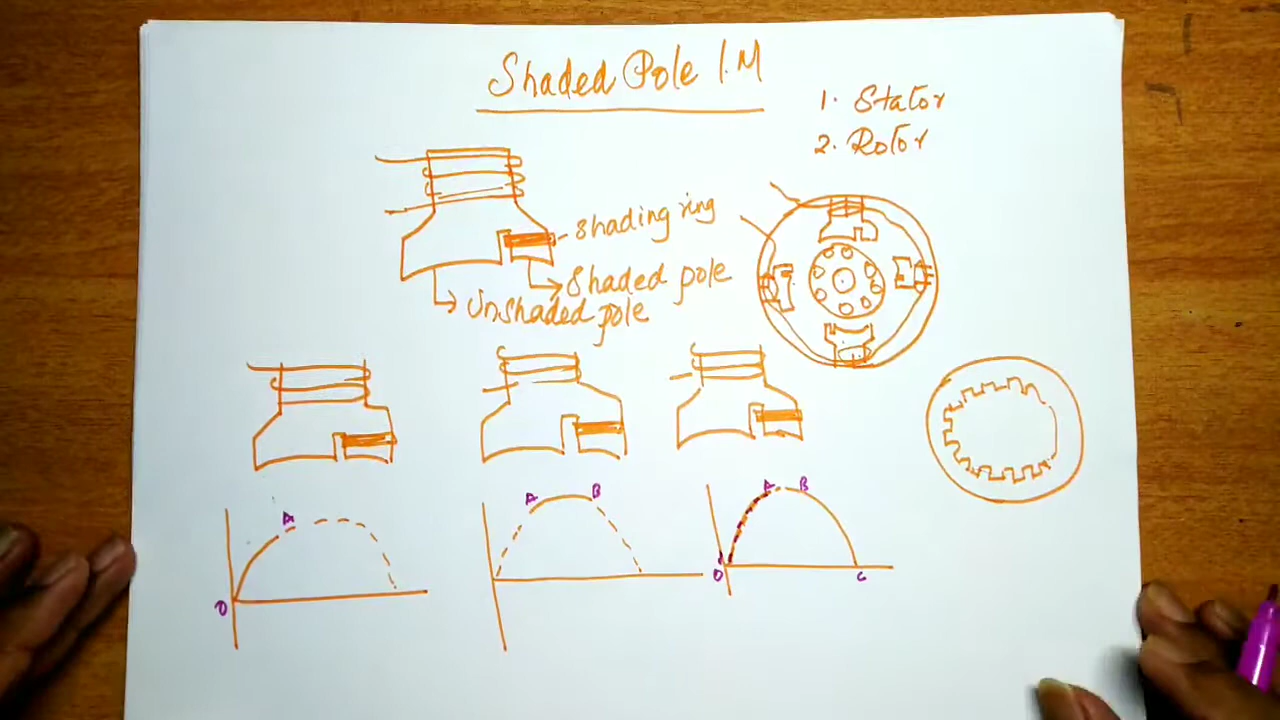 Shaded Pole I.M
1. Stator
2. Rotor
shading ring
Shaded pole
Unshaded pole
A
O
A B
A B
O C